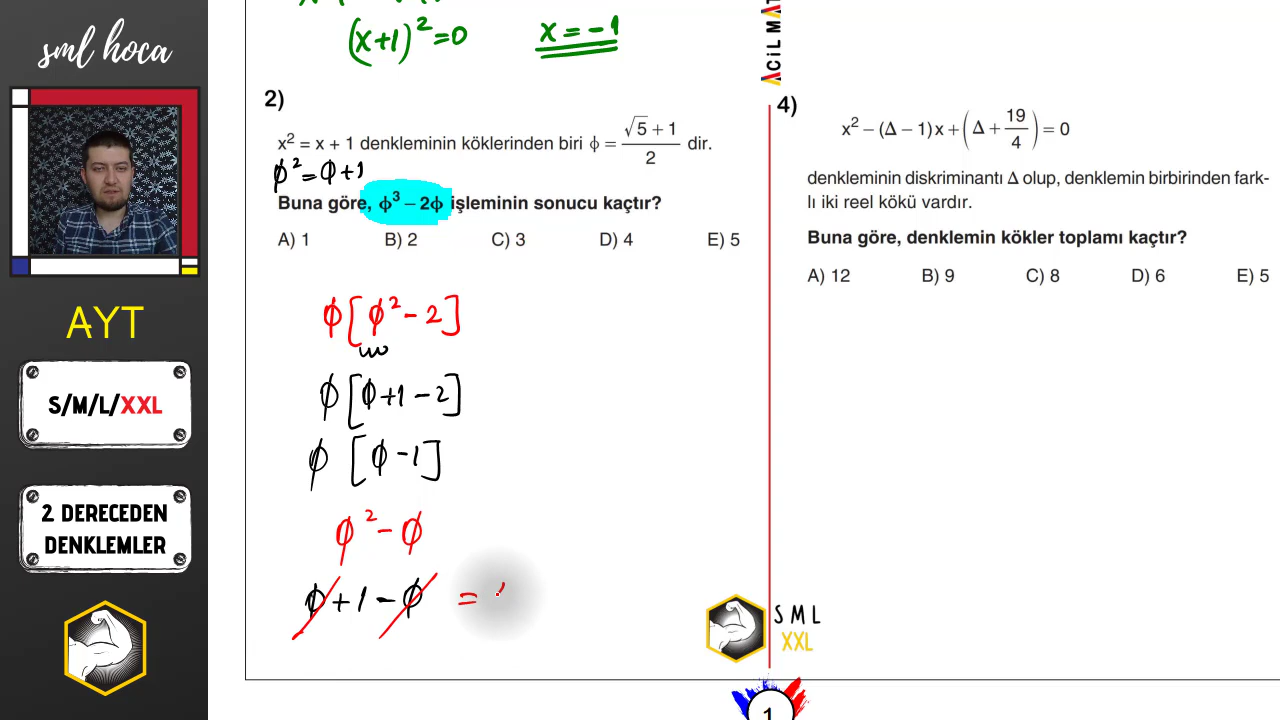 sml hoca
AYT
S/M/L/XXL
2. DERECEDEN
DENKLEMLER
(x+1)² = 0 x = -1
2)
x² = x + 1 denkleminin köklerinden biri ϕ = (√5 + 1)/2 dir.
ϕ² = ϕ + 1
Buna göre, ϕ³ – 2ϕ işleminin sonucu kaçtır?
A) 1 B) 2 C) 3 D) 4 E) 5
ϕ[ϕ² - 2]
ϕ[ϕ + 1 - 2]
ϕ[ϕ - 1]
ϕ² - ϕ
ϕ + 1 - ϕ =
ACİL MAT
4)
x² – (Δ – 1)x + (Δ + 19/4) = 0
denkleminin diskriminantı Δ olup, denklemin birbirinden fark-
lı iki reel kökü vardır.
Buna göre, denklemin kökler toplamı kaçtır?
A) 12 B) 9 C) 8 D) 6 E) 5
SML
XXL
1